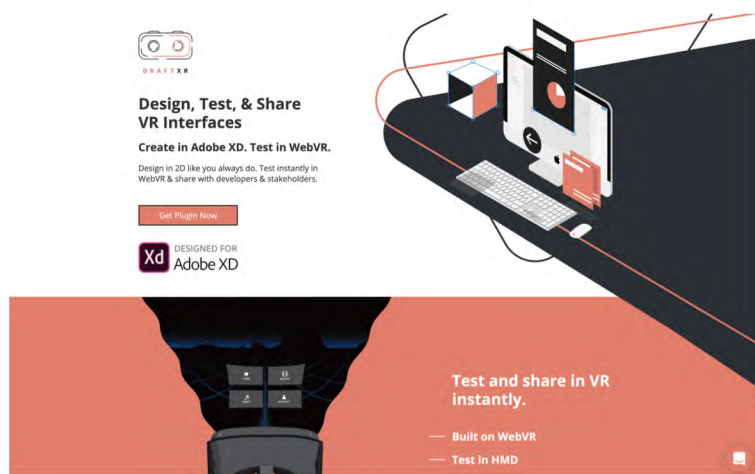 DRAFTXR
Design, Test, & Share
VR Interfaces
Create in Adobe XD. Test in WebVR.
Design in 2D like you always do. Test instantly in
WebVR & share with developers & stakeholders.
Get Plugin Now
Xd
DESIGNED FOR
Adobe XD
Test and share in VR
instantly.
Built on WebVR
Test in HMD